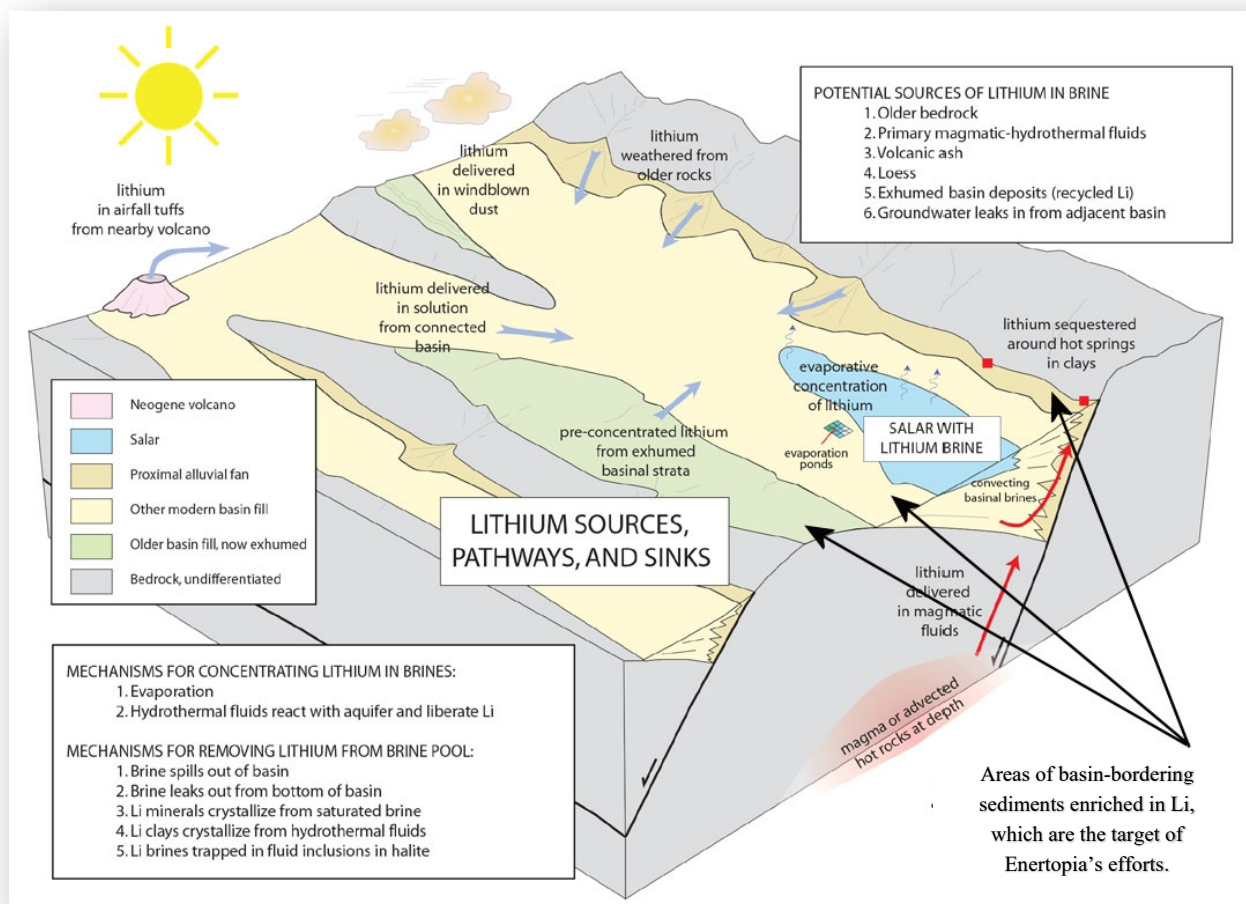 POTENTIAL SOURCES OF LITHIUM IN BRINE
1. Older bedrock
2. Primary magmatic-hydrothermal fluids
3. Volcanic ash
4. Loess
5. Exhumed basin deposits (recycled Li)
6. Groundwater leaks in from adjacent basin
lithium
in airfall tuffs
from nearby volcano
lithium
delivered
in windblown
dust
lithium
weathered from
older rocks
lithium delivered
in solution
from connected
basin
lithium sequestered
around hot springs
in clays
evaporative
concentration
of lithium
evaporation
ponds
SALAR WITH
LITHIUM BRINE
convecting
basinal brines
pre-concentrated lithium
from exhumed
basinal strata
Neogene volcano
Salar
Proximal alluvial fan
Other modern basin fill
Older basin fill, now exhumed
Bedrock, undifferentiated
LITHIUM SOURCES,
PATHWAYS, AND SINKS
lithium
delivered
in magmatic
fluids
magma or advected
hot rocks at depth
MECHANISMS FOR CONCENTRATING LITHIUM IN BRINES:
1. Evaporation
2. Hydrothermal fluids react with aquifer and liberate Li
MECHANISMS FOR REMOVING LITHIUM FROM BRINE POOL:
1. Brine spills out of basin
2. Brine leaks out from bottom of basin
3. Li minerals crystallize from saturated brine
4. Li clays crystallize from hydrothermal fluids
5. Li brines trapped in fluid inclusions in halite
Areas of basin-bordering
sediments enriched in Li,
which are the target of
Enertopia’s efforts.